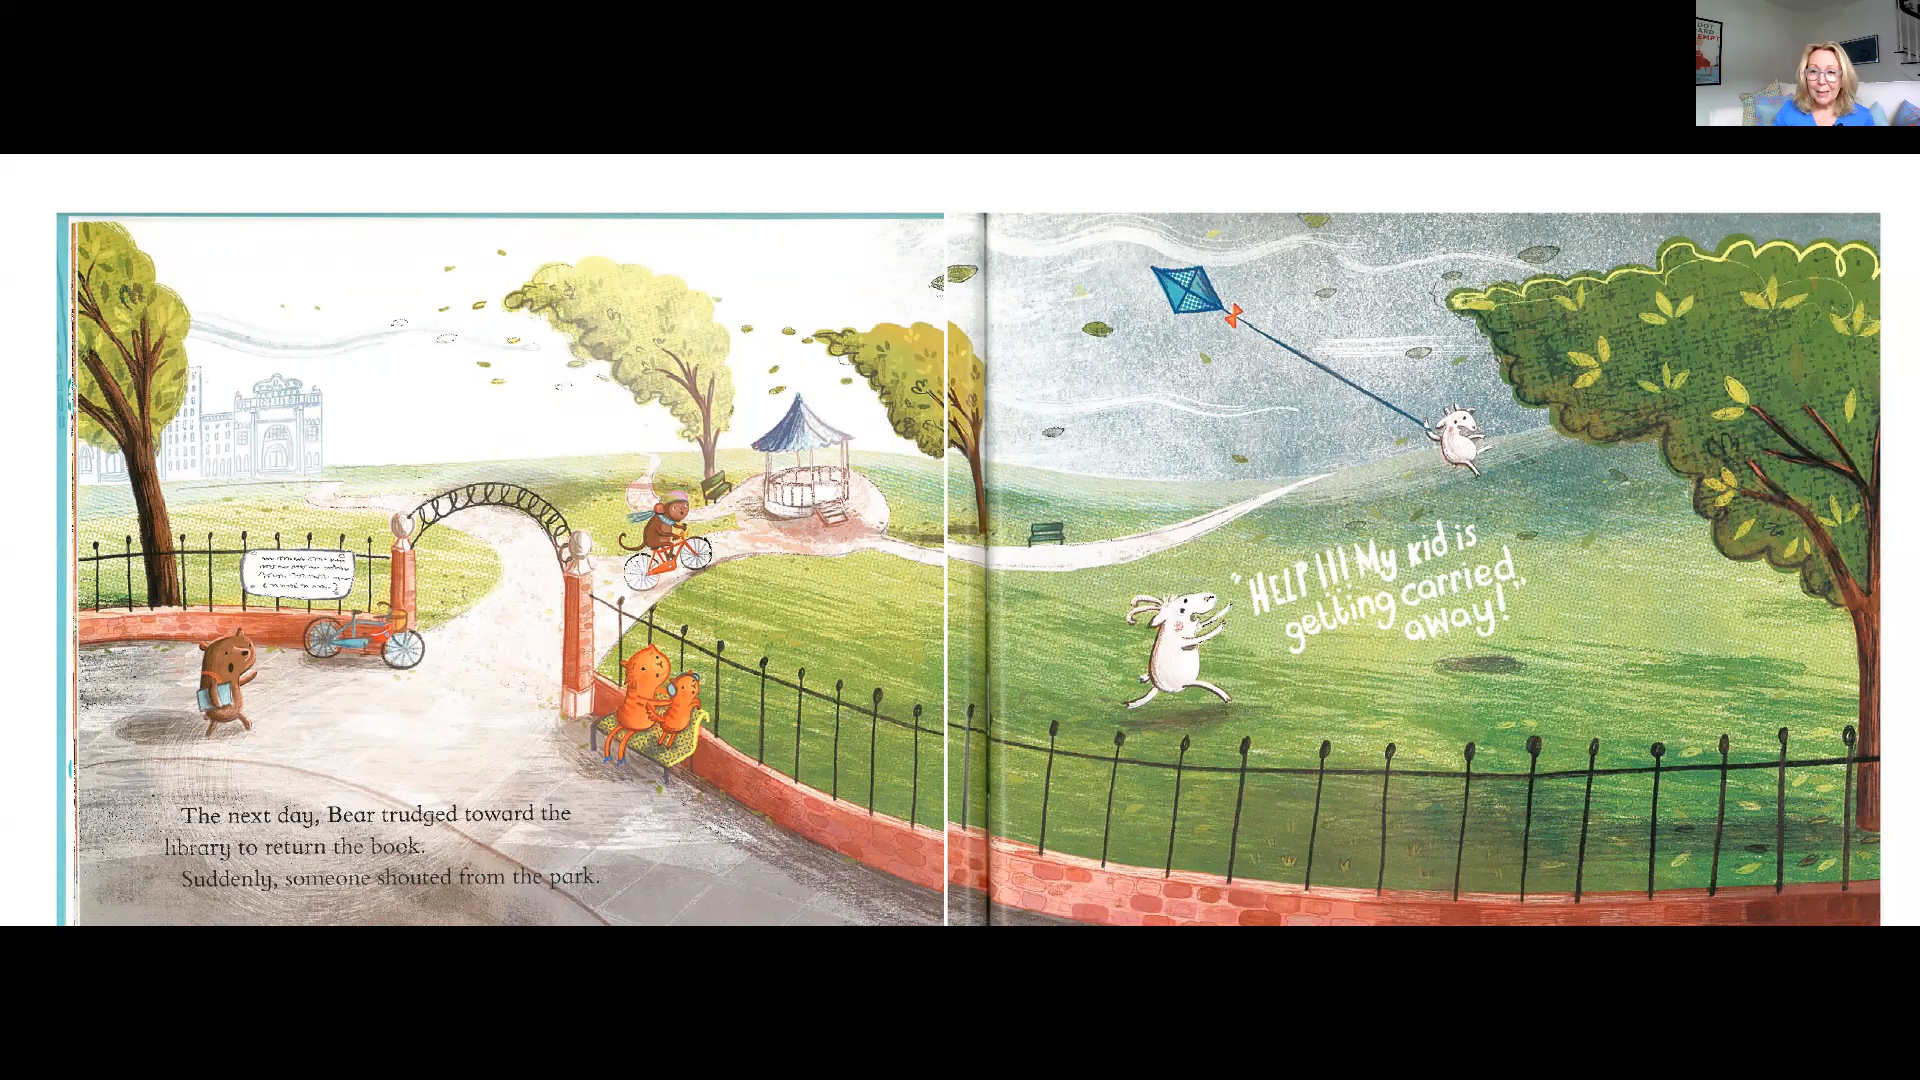 The next day, Bear trudged toward the
library to return the book.
Suddenly, someone shouted from the park.
"HELP!!! My kid is
getting carried
away!"